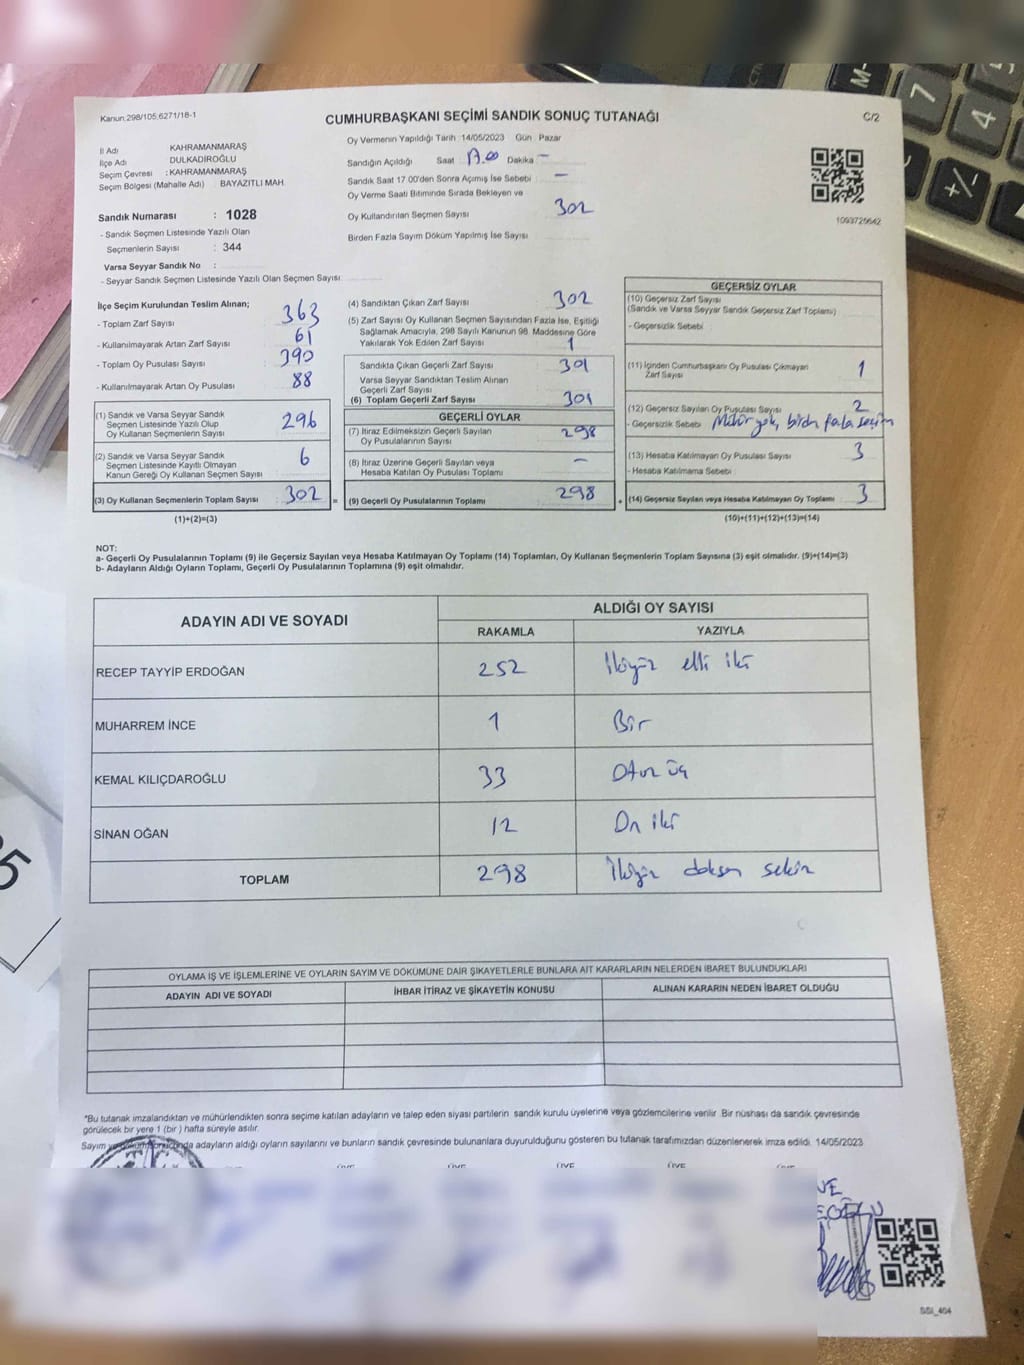 Kanun:298/105,6271/18-1
CUMHURBAŞKANI SEÇİMİ SANDIK SONUÇ TUTANAĞI
C/2
İl Adı KAHRAMANMARAŞ
İlçe Adı DULKADİROĞLU
Seçim Çevresi : KAHRAMANMARAŞ
Seçim Bölgesi (Mahalle Adı) BAYAZITLI MAH.
Sandık Numarası : 1028
- Sandık Seçmen Listesinde Yazılı Olan
Seçmenlerin Sayısı : 344
Varsa Seyyar Sandık No :
- Seyyar Sandık Seçmen Listesinde Yazılı Olan Seçmen Sayısı:
Oy Vermenin Yapıldığı Tarih :14/05/2023 Gün : Pazar
Sandığın Açıldığı Saat : 17.00 Dakika : -
Sandık Saat 17.00'den Sonra Açımış İse Sebebi -
Oy Verme Saati Bitiminde Sırada Bekleyen ve
Oy Kullandırılan Seçmen Sayısı 302
Birden Fazla Sayım Döküm Yapılmış İse Sayısı
1093725642
İlçe Seçim Kurulundan Teslim Alınan;
- Toplam Zarf Sayısı 363
- Kullanılmayarak Artan Zarf Sayısı 61
- Toplam Oy Pusulası Sayısı 390
- Kullanılmayarak Artan Oy Pusulası 88
(1) Sandık ve Varsa Seyyar Sandık
Seçmen Listesinde Yazılı Olup
Oy Kullanan Seçmenlerin Sayısı 296
(2) Sandık ve Varsa Seyyar Sandık
Seçmen Listesinde Kayıtlı Olmayan
Kanun Gereği Oy Kullanan Seçmen Sayısı 6
(3) Oy Kullanan Seçmenlerin Toplam Sayısı 302 =
(1)+(2)=(3)
(4) Sandıktan Çıkan Zarf Sayısı 302
(5) Zarf Sayısı Oy Kullanan Seçmen Sayısından Fazla İse, Eşitliği
Sağlamak Amacıyla, 298 Sayılı Kanunun 98. Maddesine Göre
Yakılarak Yok Edilen Zarf Sayısı 1
Sandıkta Çıkan Geçerli Zarf Sayısı 301
Varsa Seyyar Sandıktan Teslim Alınan
Geçerli Zarf Sayısı
(6) Toplam Geçerli Zarf Sayısı 301
GEÇERLİ OYLAR
(7) İtiraz Edilmeksizin Geçerli Sayılan
Oy Pusulalarının Sayısı 298
(8) İtiraz Üzerine Geçerli Sayılan veya
Hesaba Katılan Oy Pusulası Toplamı -
(9) Geçerli Oy Pusulalarının Toplamı 298 +
GEÇERSİZ OYLAR
(10) Geçersiz Zarf Sayısı
(Sandık ve Varsa Seyyar Sandık Geçersiz Zarf Toplamı)
- Geçersizlik Sebebi
(11) İçinden Cumhurbaşkanı Oy Pusulası Çıkmayan
Zarf Sayısı 1
(12) Geçersiz Sayılan Oy Pusulası Sayısı 2
- Geçersizlik Sebebi Mühür yok, birden fazla seçim
(13) Hesaba Katılmayan Oy Pusulası Sayısı 3
- Hesaba Katılmama Sebebi :
(14) Geçersiz Sayılan veya Hesaba Katılmayan Oy Toplamı 3
(10)+(11)+(12)+(13)=(14)
NOT:
a- Geçerli Oy Pusulalarının Toplamı (9) ile Geçersiz Sayılan veya Hesaba Katılmayan Oy Toplamı (14) Toplamları, Oy Kullanan Seçmenlerin Toplam Sayısına (3) eşit olmalıdır. (9)+(14)=(3)
b- Adayların Aldığı Oyların Toplamı, Geçerli Oy Pusulalarının Toplamına (9) eşit olmalıdır.
ADAYIN ADI VE SOYADI
ALDIĞI OY SAYISI
RAKAMLA YAZIYLA
RECEP TAYYİP ERDOĞAN 252 İkiyüz elli iki
MUHARREM İNCE 1 Bir
KEMAL KILIÇDAROĞLU 33 Otuz üç
SİNAN OĞAN 12 On iki
TOPLAM 298 İkiyüz doksan sekiz
OYLAMA İŞ VE İŞLEMLERİNE VE OYLARIN SAYIM VE DÖKÜMÜNE DAİR ŞİKAYETLERLE BUNLARA AİT KARARLARIN NELERDEN İBARET BULUNDUKLARI
ADAYIN ADI VE SOYADI İHBAR İTİRAZ VE ŞİKAYETİN KONUSU ALINAN KARARIN NEDEN İBARET OLDUĞU
*Bu tutanak imzalandıktan ve mühürlendikten sonra seçime katılan adayların ve talep eden siyasi partilerin sandık kurulu üyelerine veya gözlemcilerine verilir. Bir nüshası da sandık çevresinde
görülecek bir yere 1 (bir ) hafta süreyle asılır.
adayların aldığı oyların sayılarını ve bunların sandık çevresinde bulunanlara duyurulduğunu gösteren bu tutanak tarafımızdan düzenlenerek imza edildi. 14/05/2023
SSİ_404
M-
7
4
5
+/-